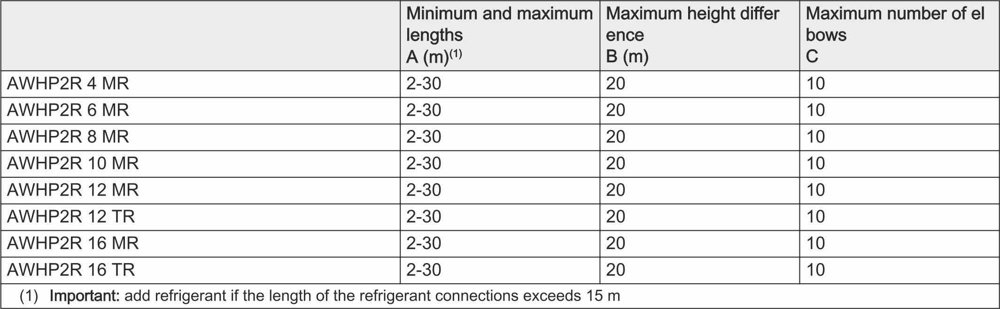 Minimum and maximum lengths A (m)(1) Maximum height differ ence B (m) Maximum number of el bows C
AWHP2R 4 MR 2-30 20 10
AWHP2R 6 MR 2-30 20 10
AWHP2R 8 MR 2-30 20 10
AWHP2R 10 MR 2-30 20 10
AWHP2R 12 MR 2-30 20 10
AWHP2R 12 TR 2-30 20 10
AWHP2R 16 MR 2-30 20 10
AWHP2R 16 TR 2-30 20 10
(1) Important: add refrigerant if the length of the refrigerant connections exceeds 15 m